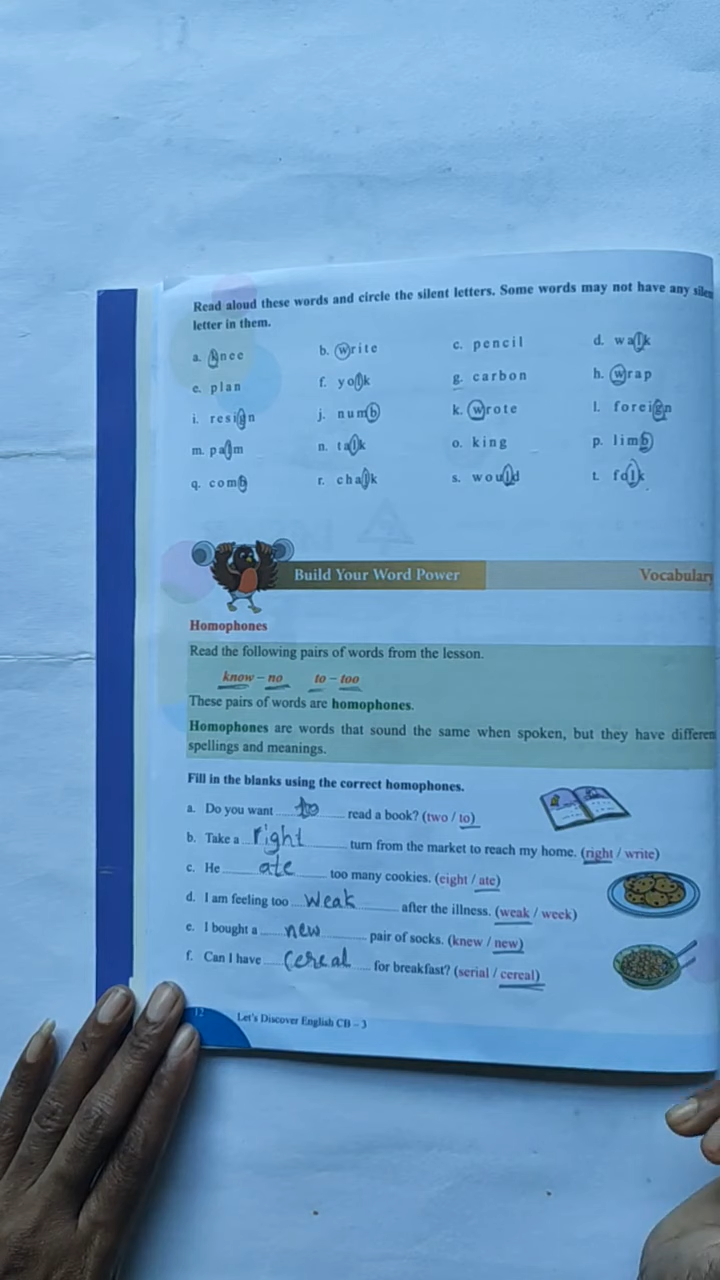 Read aloud these words and circle the silent letters. Some words may not have any silen
letter in them.
a. knee b. write c. pencil d. walk
e. plan f. yolk g. carbon h. wrap
i. resign j. numb k. wrote l. foreign
m. palm n. talk o. king p. limb
q. comb r. chalk s. would t. folk
Build Your Word Power Vocabulary
Homophones
Read the following pairs of words from the lesson.
know – no to – too
These pairs of words are homophones.
Homophones are words that sound the same when spoken, but they have differen
spellings and meanings.
Fill in the blanks using the correct homophones.
a. Do you want to read a book? (two / to)
b. Take a right turn from the market to reach my home. (right / write)
c. He ate too many cookies. (eight / ate)
d. I am feeling too weak after the illness. (weak / week)
e. I bought a new pair of socks. (knew / new)
f. Can I have cereal for breakfast? (serial / cereal)
12 Let's Discover English CB – 3